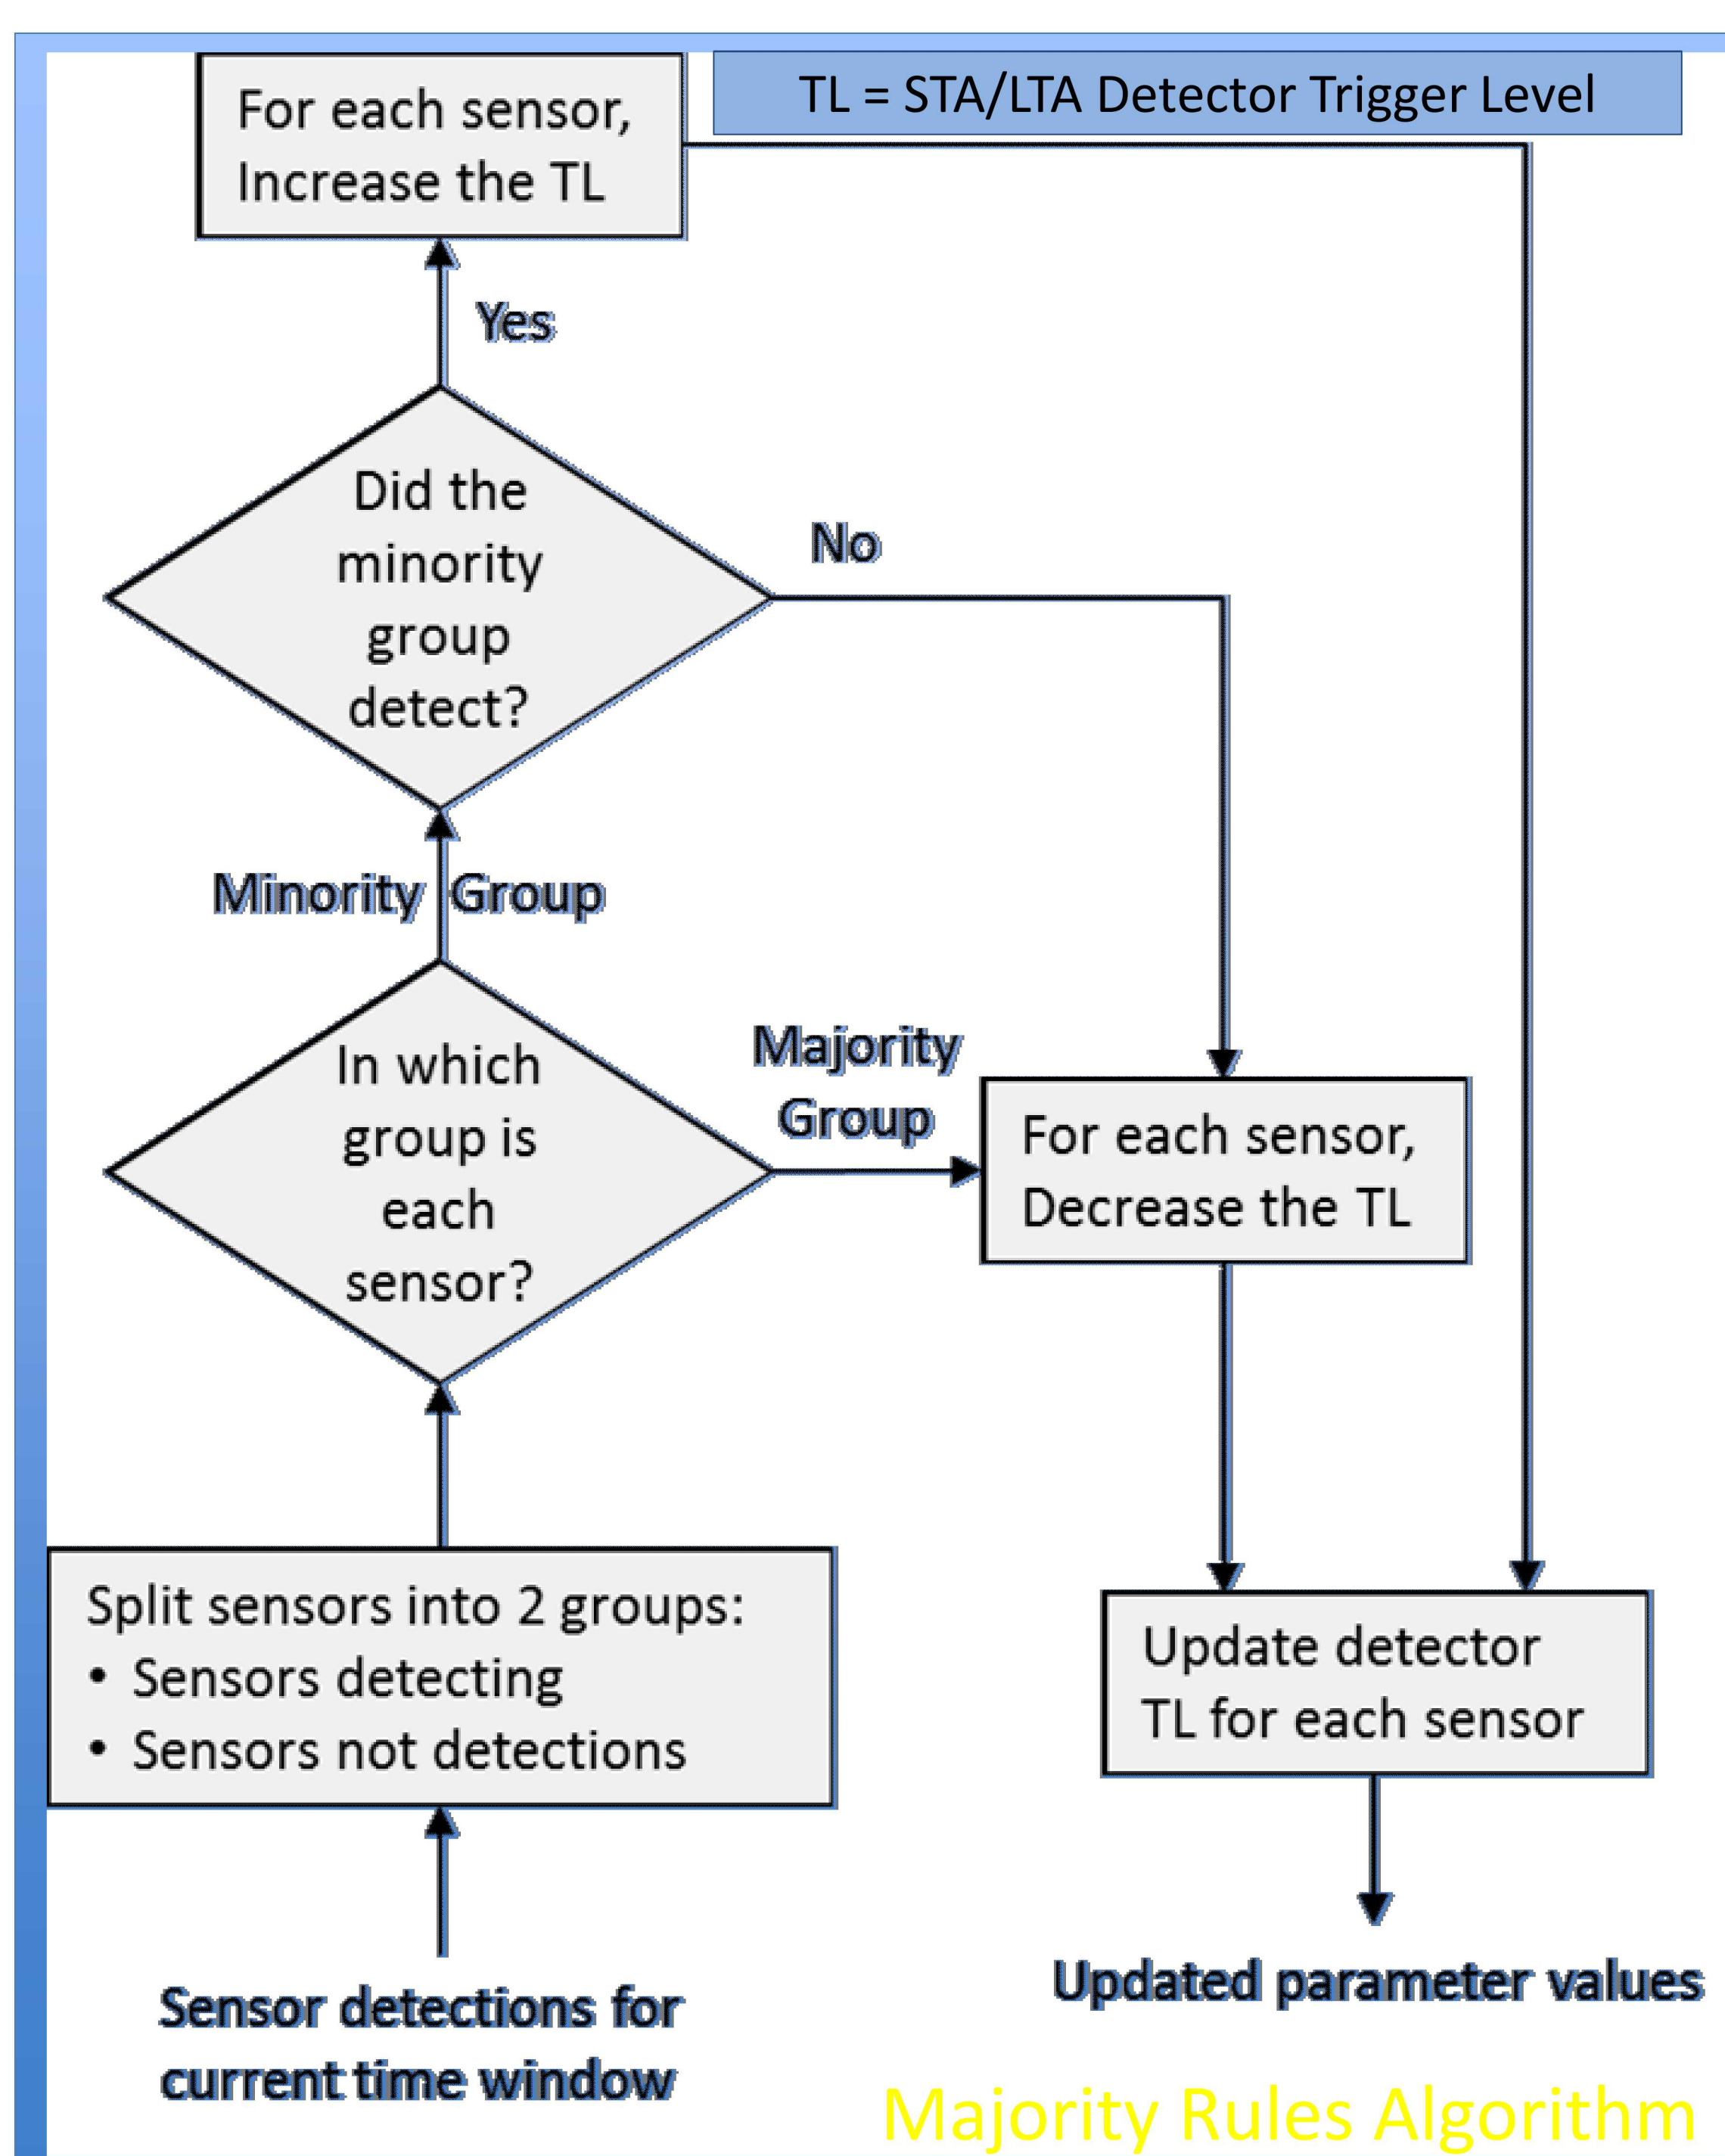 For each sensor,
Increase the TL
TL = STA/LTA Detector Trigger Level
Yes
Did the
minority
group
detect?
No
Minority Group
In which
group is
each
sensor?
Majority
Group
For each sensor,
Decrease the TL
Split sensors into 2 groups:
• Sensors detecting
• Sensors not detections
Update detector
TL for each sensor
Sensor detections for
current time window
Updated parameter values
Majority Rules Algorithm